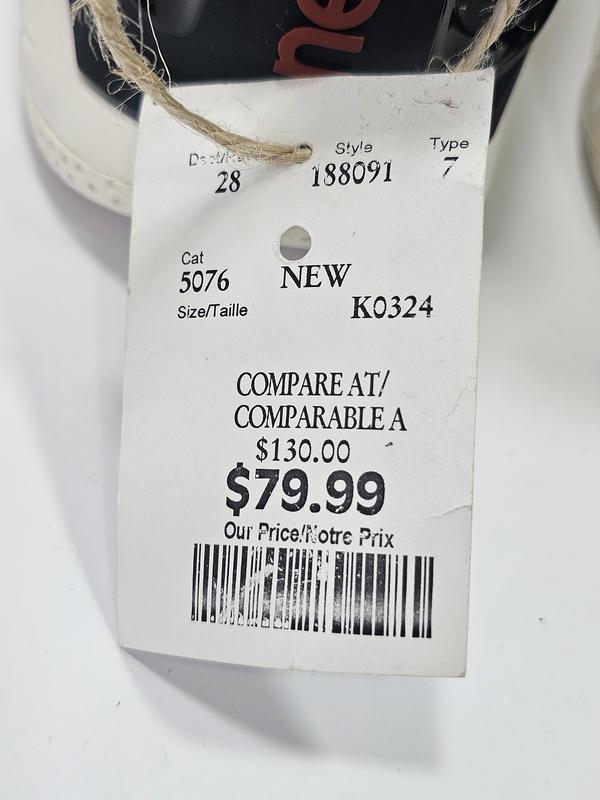 en
Style Type
28 188091 7
Cat
5076 NEW
Size/Taille K0324
COMPARE AT/
COMPARABLE A
$130.00
$79.99
Our Price/Notre Prix